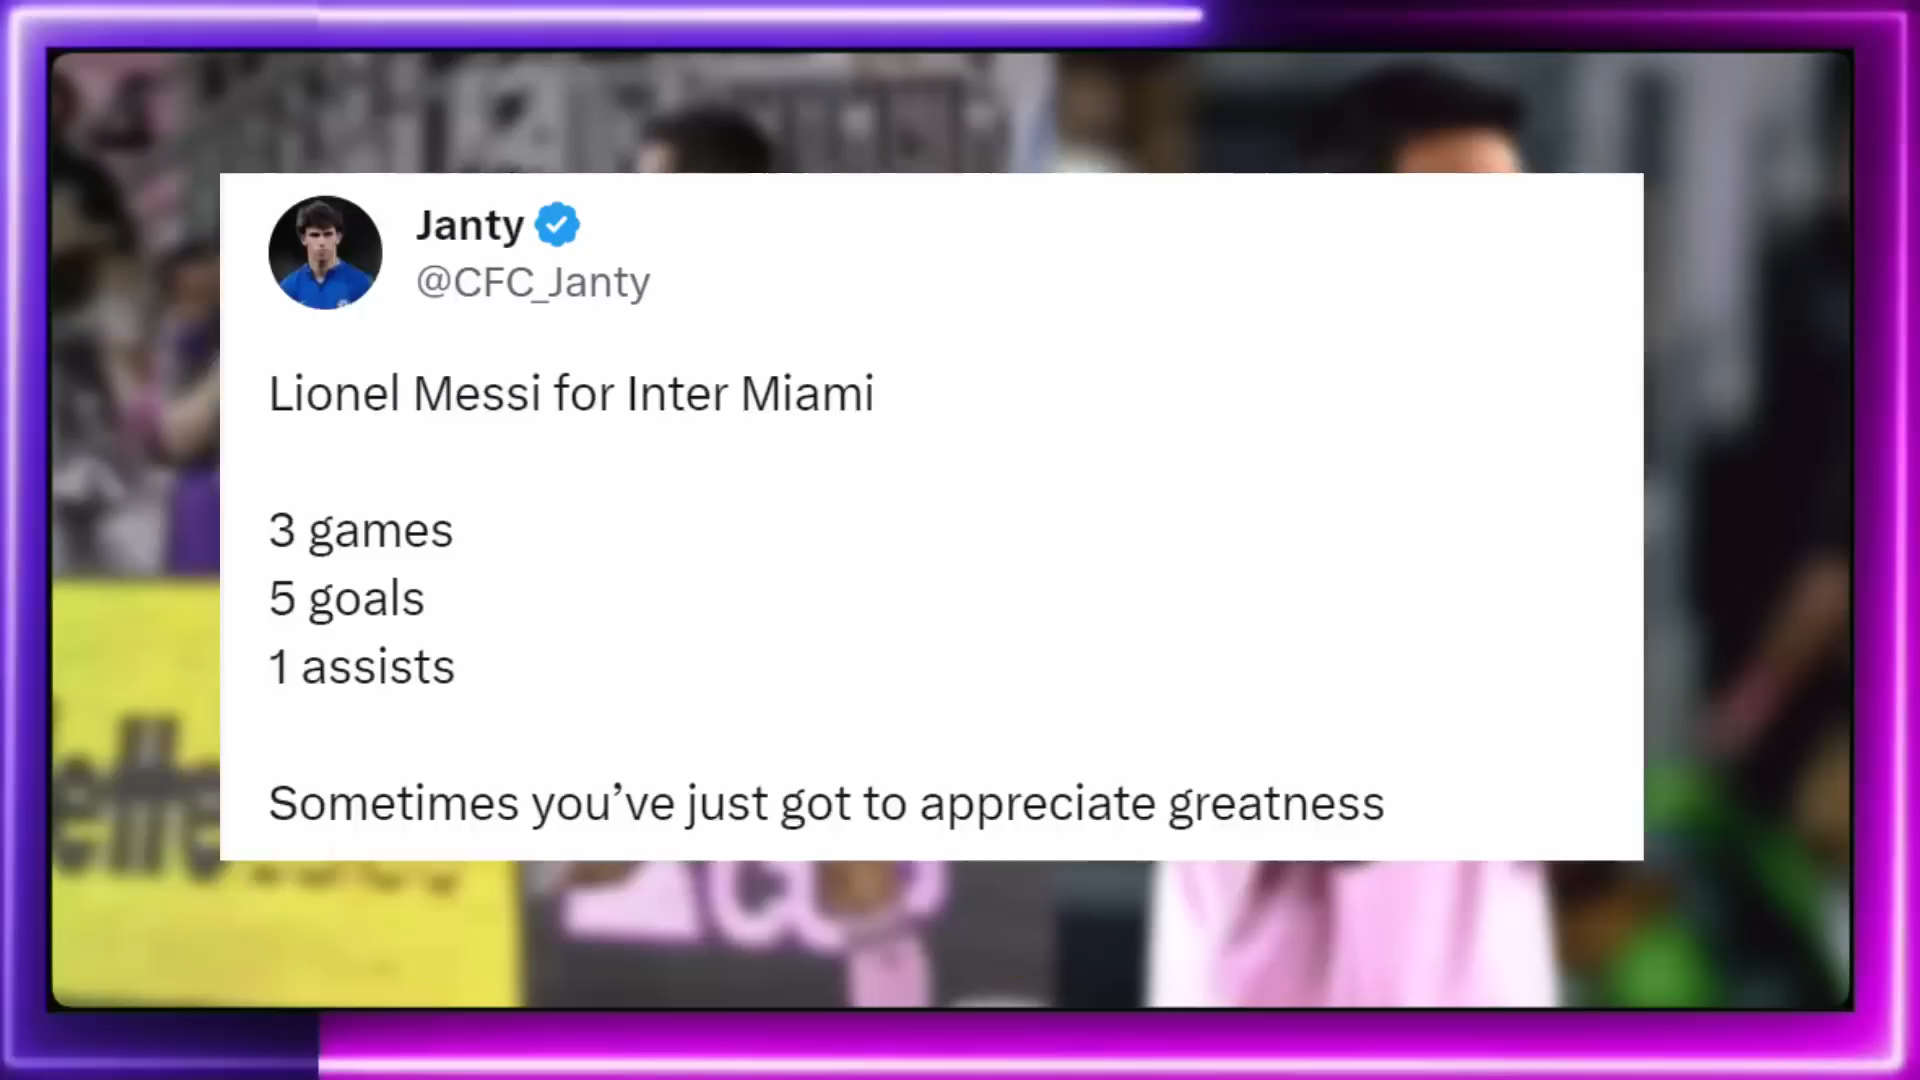 Janty
@CFC_Janty
Lionel Messi for Inter Miami
3 games
5 goals
1 assists
Sometimes you’ve just got to appreciate greatness